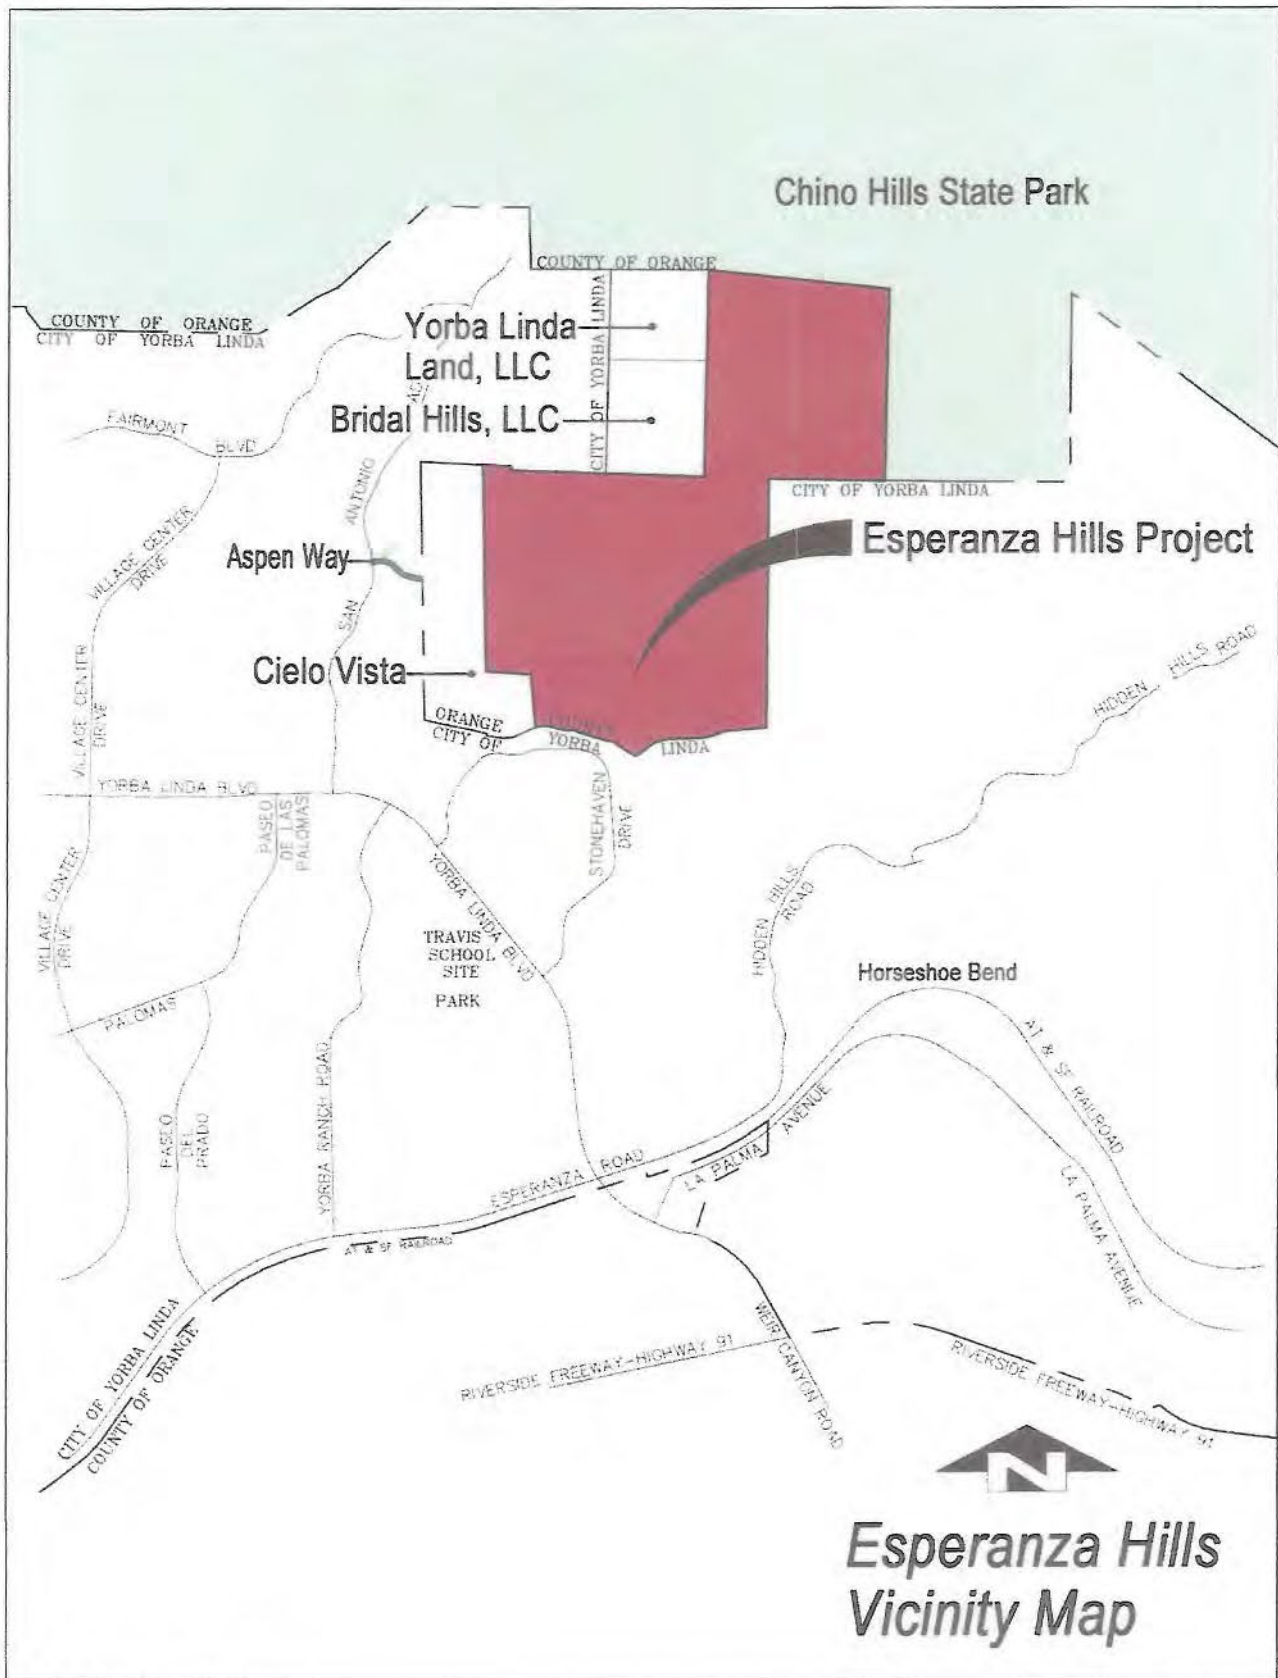 Chino Hills State Park
COUNTY OF ORANGE
COUNTY OF ORANGE
CITY OF YORBA LINDA
CITY OF YORBA LINDA
Yorba Linda
Land, LLC
Bridal Hills, LLC
FAIRMONT
BLVD
SAN ANTONIO
CITY OF YORBA LINDA
VILLAGE CENTER
DRIVE
Esperanza Hills Project
Aspen Way
Cielo Vista
HIDDEN HILLS ROAD
ORANGE COUNTY
CITY OF YORBA LINDA
VILLAGE CENTER
DRIVE
YORBA LINDA BLVD
PASEO
DE LAS
PALOMAS
STONEHAVEN
DRIVE
VILLAGE CENTER
DRIVE
YORBA LINDA BLVD
HIDDEN HILLS
ROAD
TRAVIS
SCHOOL
SITE
PARK
Horseshoe Bend
PALOMAS
AT & SF RAILROAD
YORBA RANCH ROAD
PASEO
DEL
PRADO
ESPERANZA ROAD
LA PALMA AVENUE
LA PALMA AVENUE
AT & SF RAILROAD
CITY OF YORBA LINDA
COUNTY OF ORANGE
WEIR CANYON ROAD
RIVERSIDE FREEWAY-HIGHWAY 91
RIVERSIDE FREEWAY-HIGHWAY 91
N
Esperanza Hills
Vicinity Map